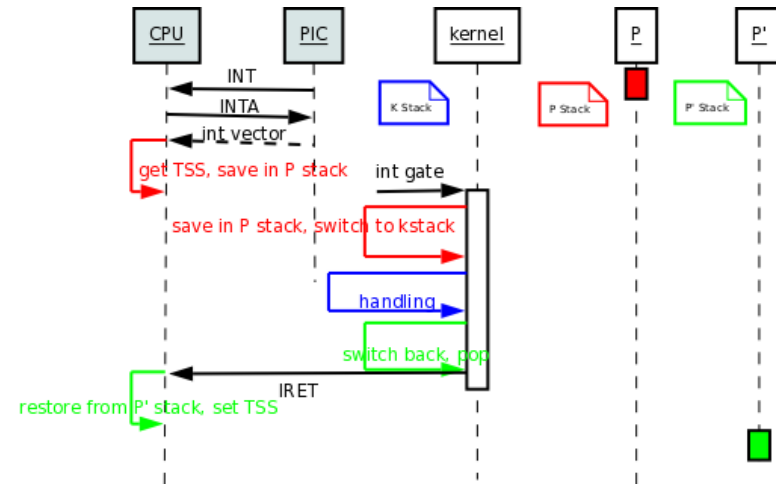 CPU
PIC
kernel
P
P'
INT
K Stack
P Stack
P' Stack
INTA
int vector
get TSS, save in P stack
int gate
save in P stack, switch to kstack
handling
switch back, pop
IRET
restore from P' stack, set TSS